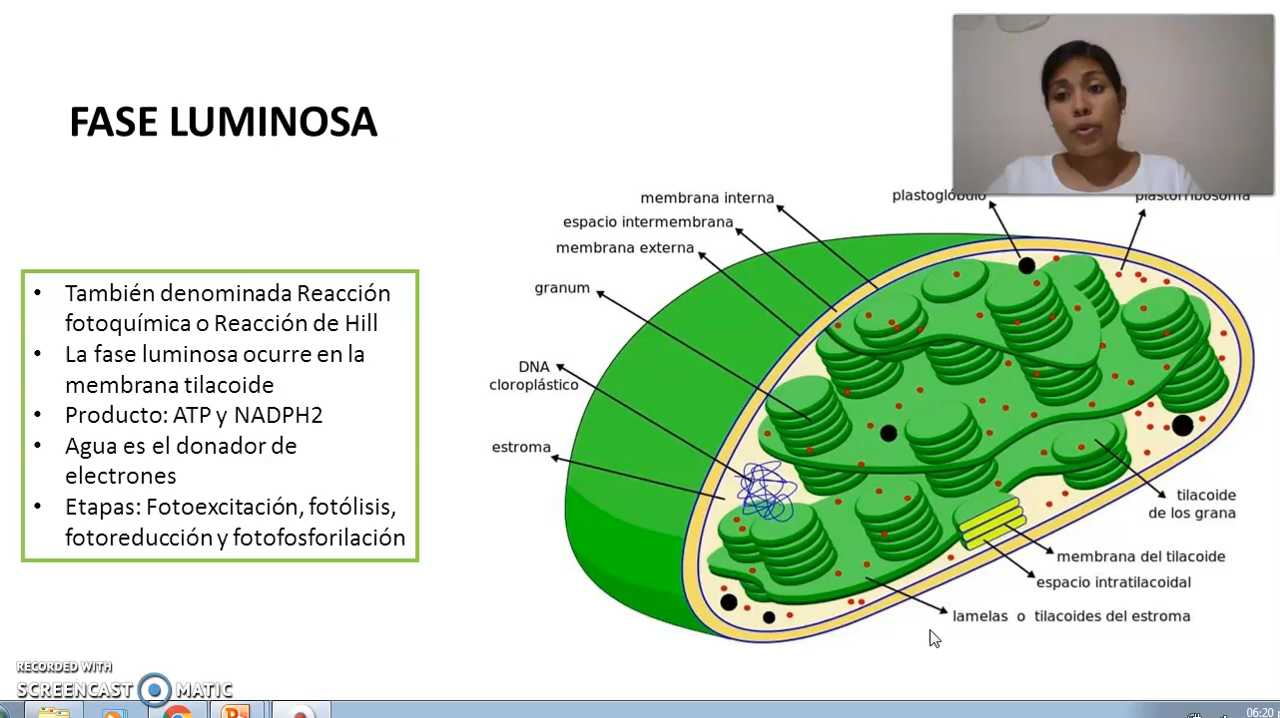 FASE LUMINOSA
• También denominada Reacción
fotoquímica o Reacción de Hill
• La fase luminosa ocurre en la
membrana tilacoide
• Producto: ATP y NADPH2
• Agua es el donador de
electrones
• Etapas: Fotoexcitación, fotólisis,
fotoreducción y fotofosforilación
membrana interna
espacio intermembrana
membrana externa
granum
DNA
cloroplástico
estroma
plastoglóbulo
plastorribosoma
tilacoide
de los grana
membrana del tilacoide
espacio intratilacoidal
lamelas o tilacoides del estroma
RECORDED WITH
SCREENCAST MATIC
06:20